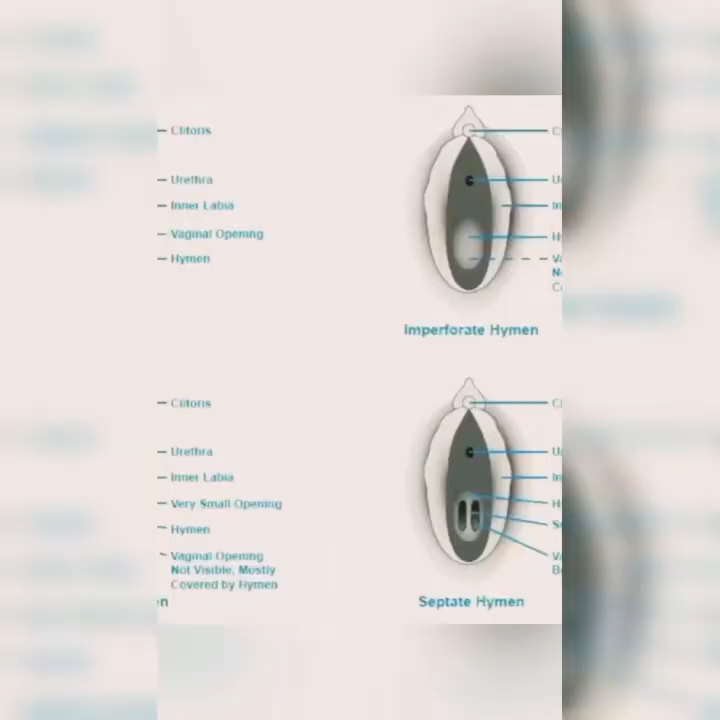 Clitoris
Urethra
Inner Labia
Vaginal Opening
Hymen
Imperforate Hymen
Clitoris
Urethra
Inner Labia
Very Small Opening
Hymen
Vaginal Opening
Not Visible, Mostly
Covered by Hymen
Septate Hymen